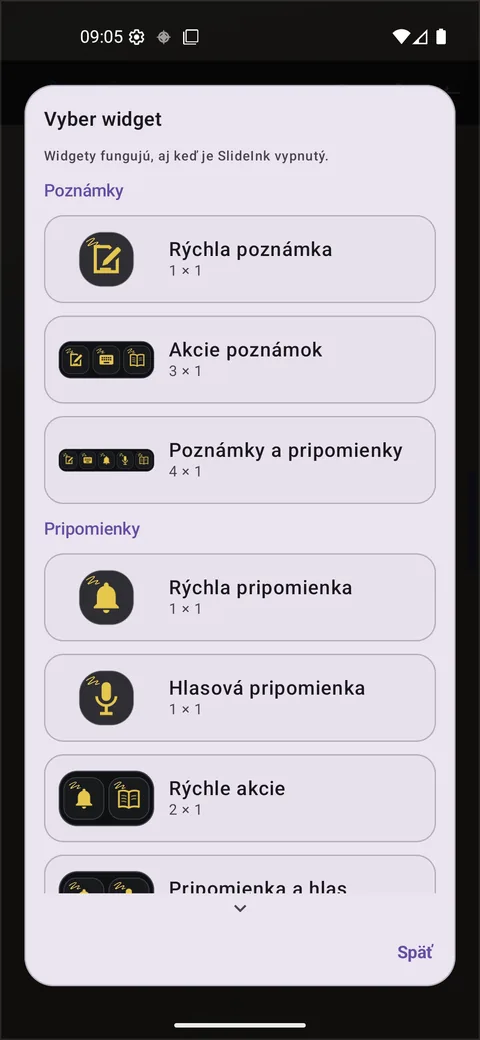 09:05
Vyber widget
Widgety fungujú, aj keď je SlideInk vypnutý.
Poznámky
Rýchla poznámka
1 × 1
Akcie poznámok
3 × 1
Poznámky a pripomienky
4 × 1
Pripomienky
Rýchla pripomienka
1 × 1
Hlasová pripomienka
1 × 1
Rýchle akcie
2 × 1
Pripomienka a hlas
Späť